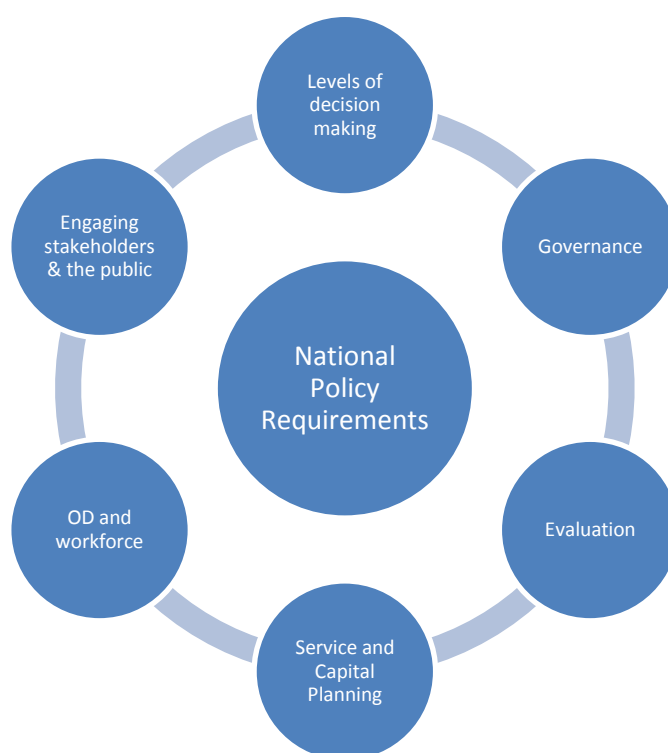 Levels of
decision
making
Engaging
stakeholders
& the public
Governance
National
Policy
Requirements
OD and
workforce
Evaluation
Service and
Capital
Planning